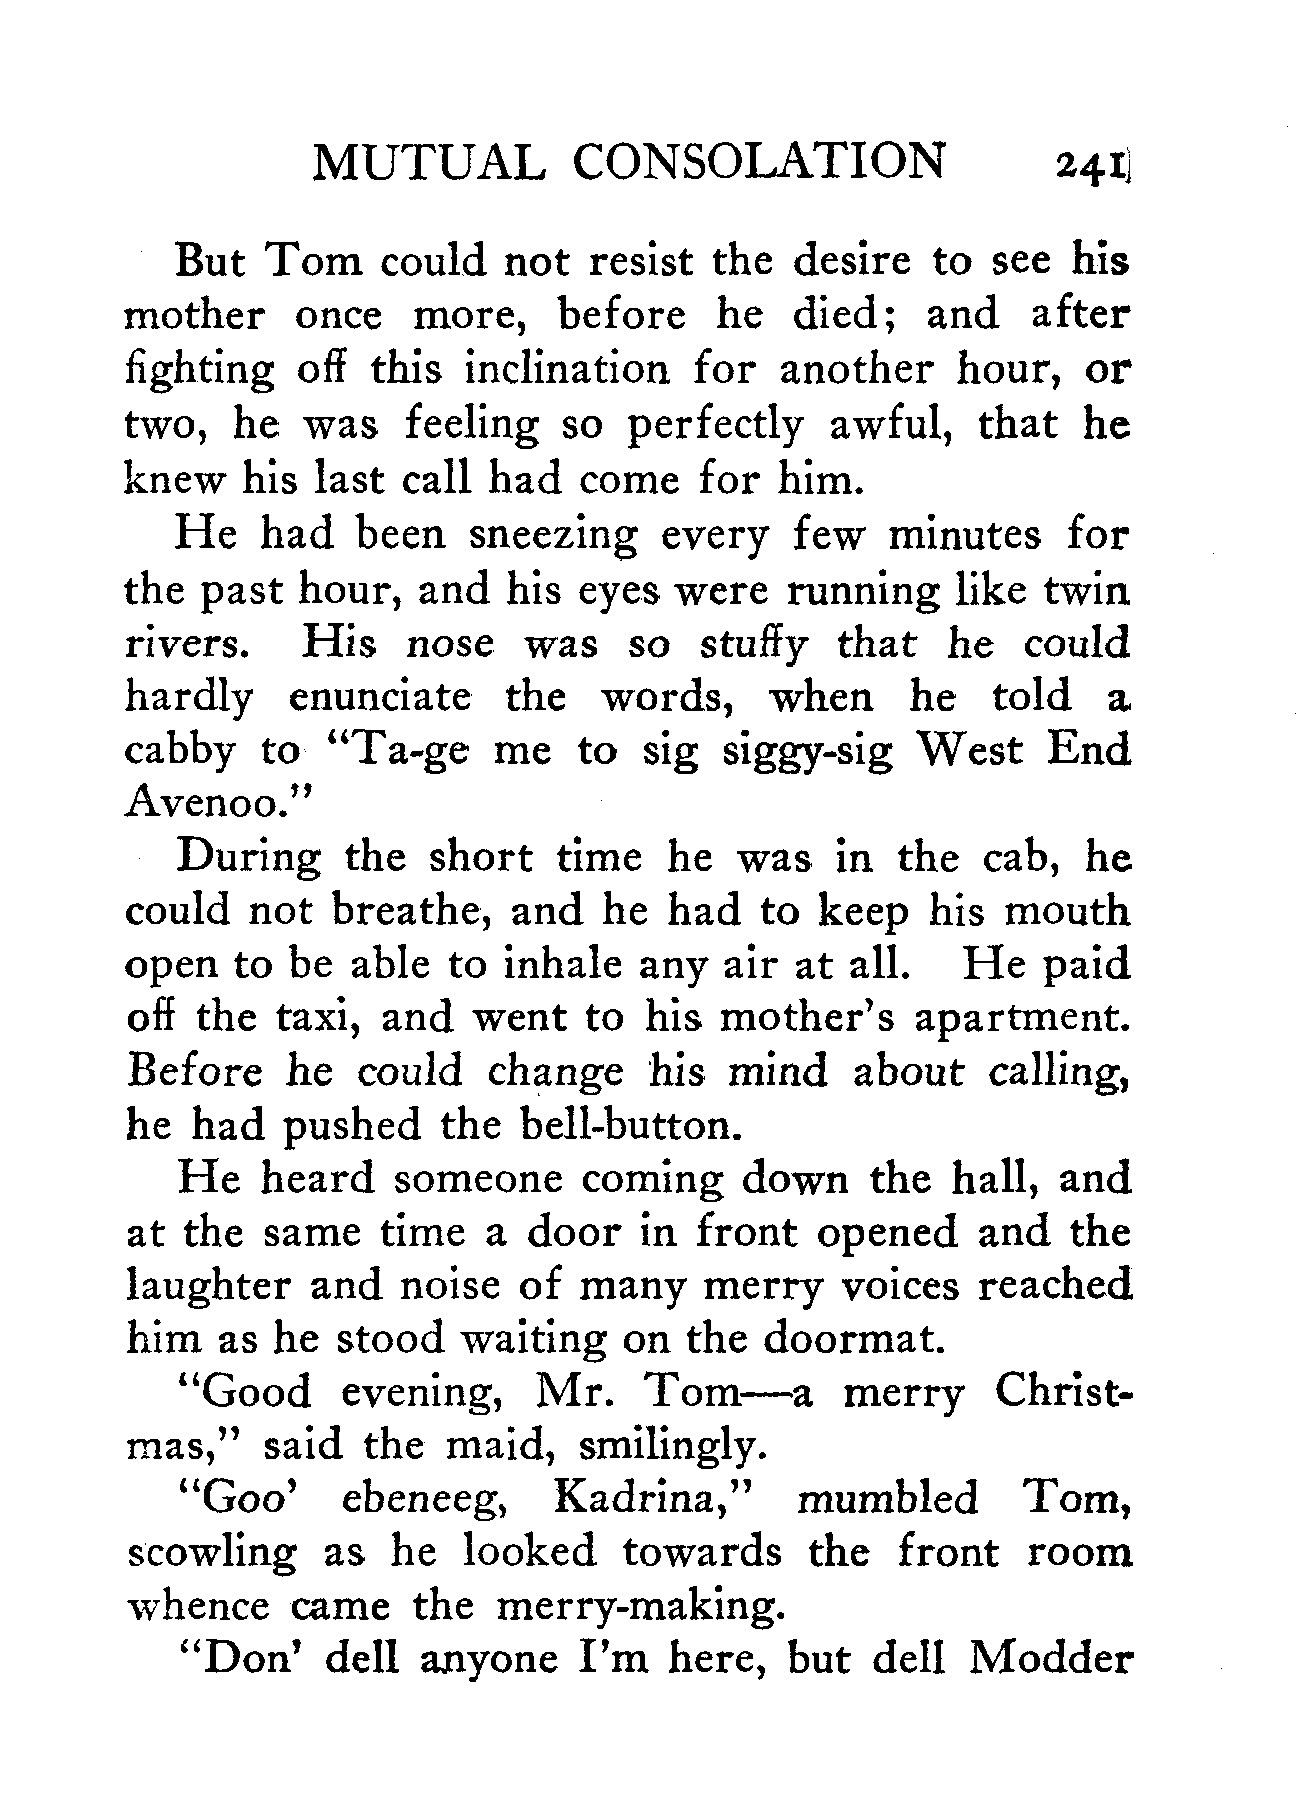 MUTUAL CONSOLATION 241
But Tom could not resist the desire to see his
mother once more, before he died; and after
fighting off this inclination for another hour, or
two, he was feeling so perfectly awful, that he
knew his last call had come for him.
He had been sneezing every few minutes for
the past hour, and his eyes were running like twin
rivers. His nose was so stuffy that he could
hardly enunciate the words, when he told a
cabby to "Ta-ge me to sig siggy-sig West End
Avenoo."
During the short time he was in the cab, he
could not breathe, and he had to keep his mouth
open to be able to inhale any air at all. He paid
off the taxi, and went to his mother's apartment.
Before he could change his mind about calling,
he had pushed the bell-button.
He heard someone coming down the hall, and
at the same time a door in front opened and the
laughter and noise of many merry voices reached
him as he stood waiting on the doormat.
"Good evening, Mr. Tom—a merry Christ-
mas," said the maid, smilingly.
"Goo' ebeneeg, Kadrina," mumbled Tom,
scowling as he looked towards the front room
whence came the merry-making.
"Don' dell anyone I'm here, but dell Modder